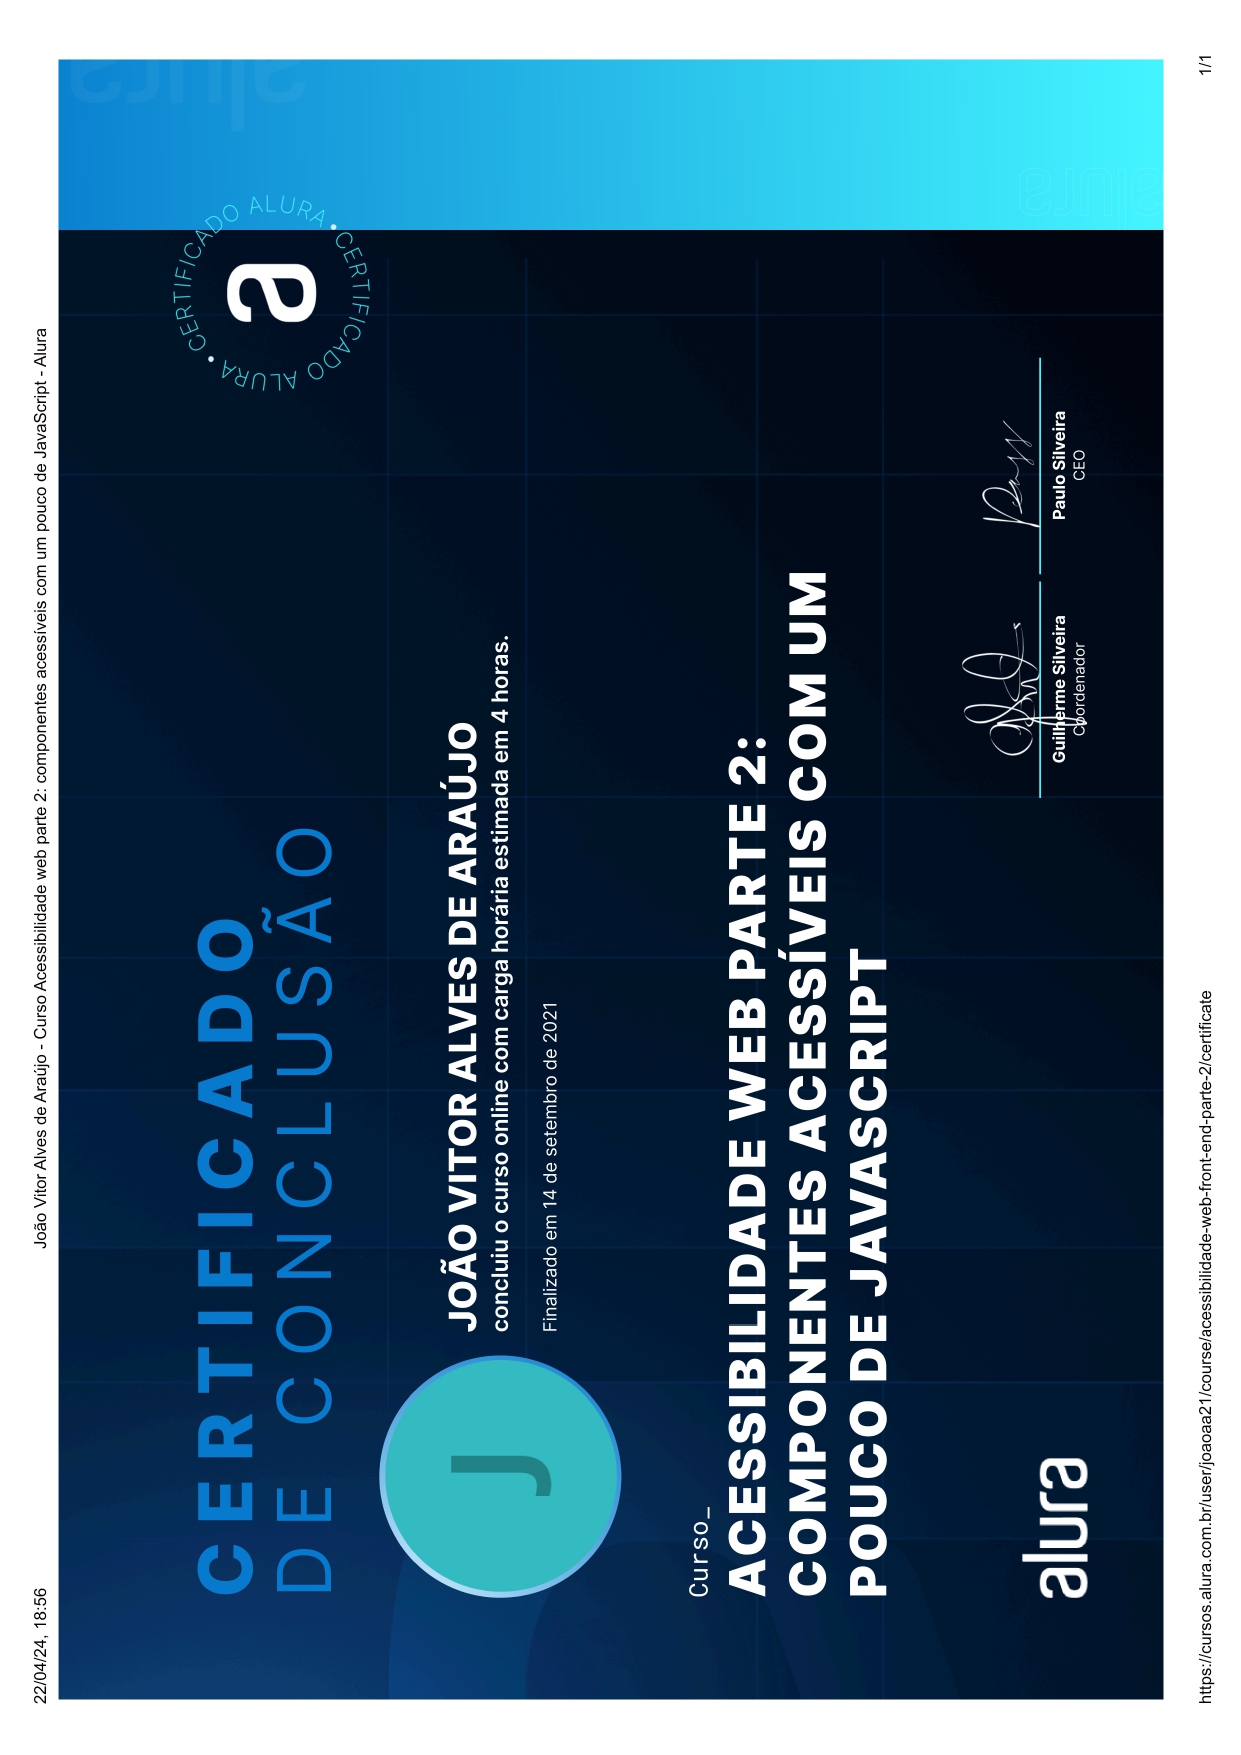 22/04/24, 18:56
João Vitor Alves de Araújo - Curso Acessibilidade web parte 2: componentes acessíveis com um pouco de JavaScript - Alura
alura
CERTIFICADO ALURA • CERTIFICADO ALURA •
a
CERTIFICADO
DE CONCLUSÃO
J
JOÃO VITOR ALVES DE ARAÚJO
concluiu o curso online com carga horária estimada em 4 horas.
Finalizado em 14 de setembro de 2021
Curso_
ACESSIBILIDADE WEB PARTE 2:
COMPONENTES ACESSÍVEIS COM UM
POUCO DE JAVASCRIPT
alura
Guilherme Silveira
Coordenador
Paulo Silveira
CEO
alura
https://cursos.alura.com.br/user/joaoaa21/course/acessibilidade-web-front-end-parte-2/certificate
1/1